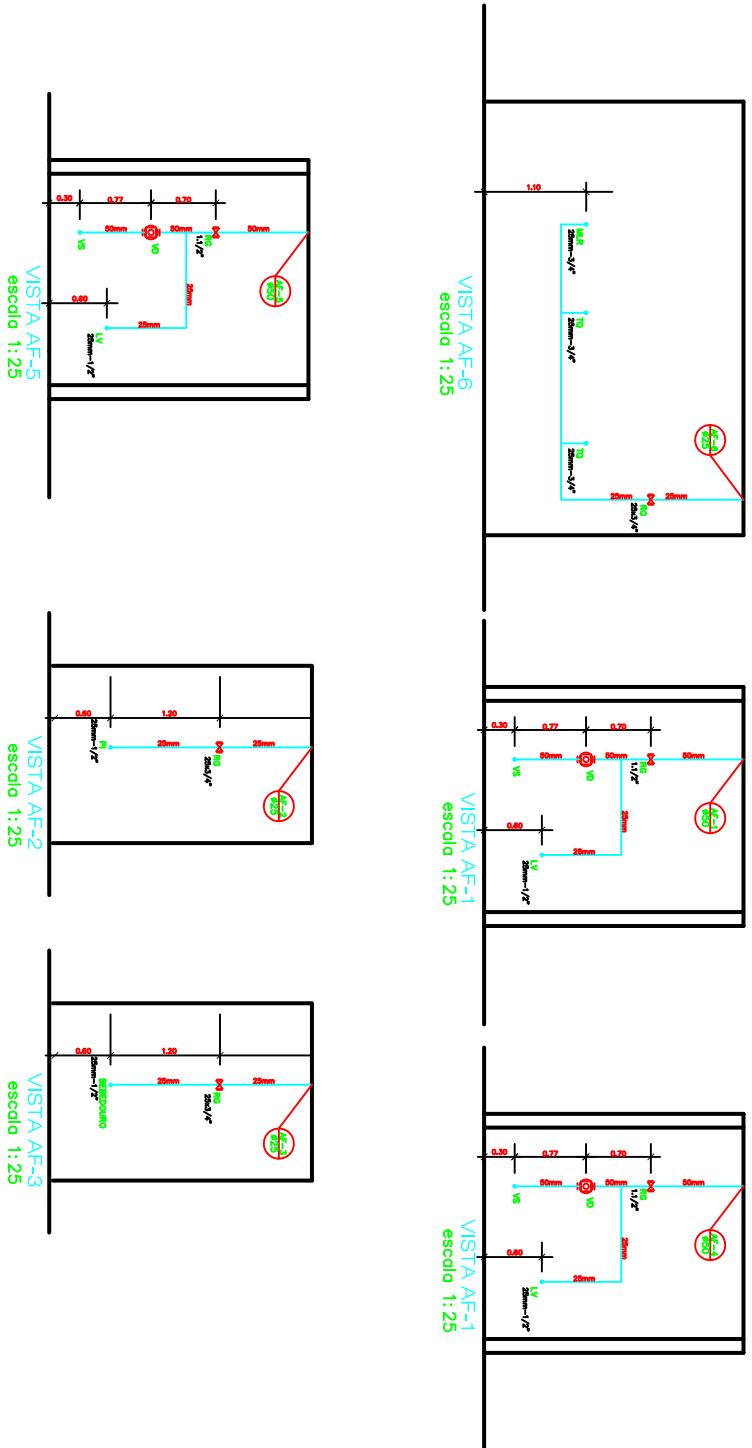 AF-6
ø25
25mm
RG
25x3/4"
25mm
1.10
MLR
25mm-3/4"
TQ
25mm-3/4"
TQ
25mm-3/4"
VISTA AF-6
escala 1:25
AF-1
ø50
50mm
RG
1.1/2"
50mm
25mm
VD
50mm
VS
LV
25mm-1/2"
25mm
0.70
0.77
0.30
0.60
VISTA AF-1
escala 1:25
AF-4
ø50
50mm
RG
1.1/2"
50mm
25mm
VD
50mm
VS
LV
25mm-1/2"
25mm
0.70
0.77
0.30
0.60
VISTA AF-1
escala 1:25
AF-5
ø50
50mm
RG
1.1/2"
50mm
25mm
VD
50mm
VS
LV
25mm-1/2"
25mm
0.70
0.77
0.30
0.60
VISTA AF-5
escala 1:25
AF-2
ø25
25mm
RG
25x3/4"
25mm
1.20
0.60
PI
25mm-1/2"
VISTA AF-2
escala 1:25
AF-3
ø25
25mm
RG
25x3/4"
25mm
1.20
0.60
BEBEDOURO
25mm-1/2"
VISTA AF-3
escala 1:25